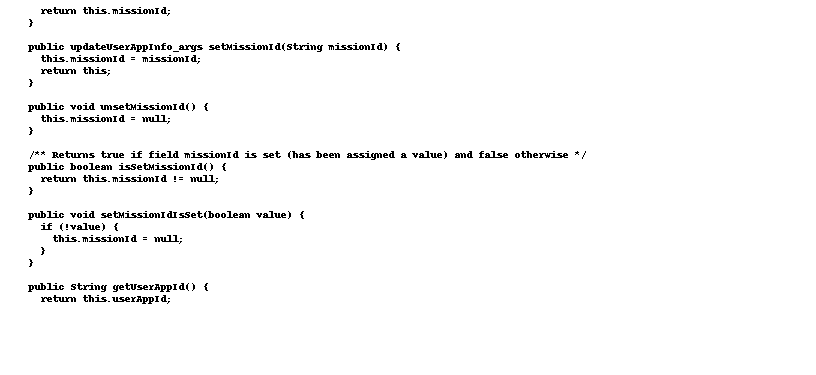 return this.missionId;
  }

  public updateUserAppInfo_args setMissionId(String missionId) {
    this.missionId = missionId;
    return this;
  }

  public void unsetMissionId() {
    this.missionId = null;
  }

  /** Returns true if field missionId is set (has been assigned a value) and false otherwise */
  public boolean isSetMissionId() {
    return this.missionId != null;
  }

  public void setMissionIdIsSet(boolean value) {
    if (!value) {
      this.missionId = null;
    }
  }

  public String getUserAppId() {
    return this.userAppId;